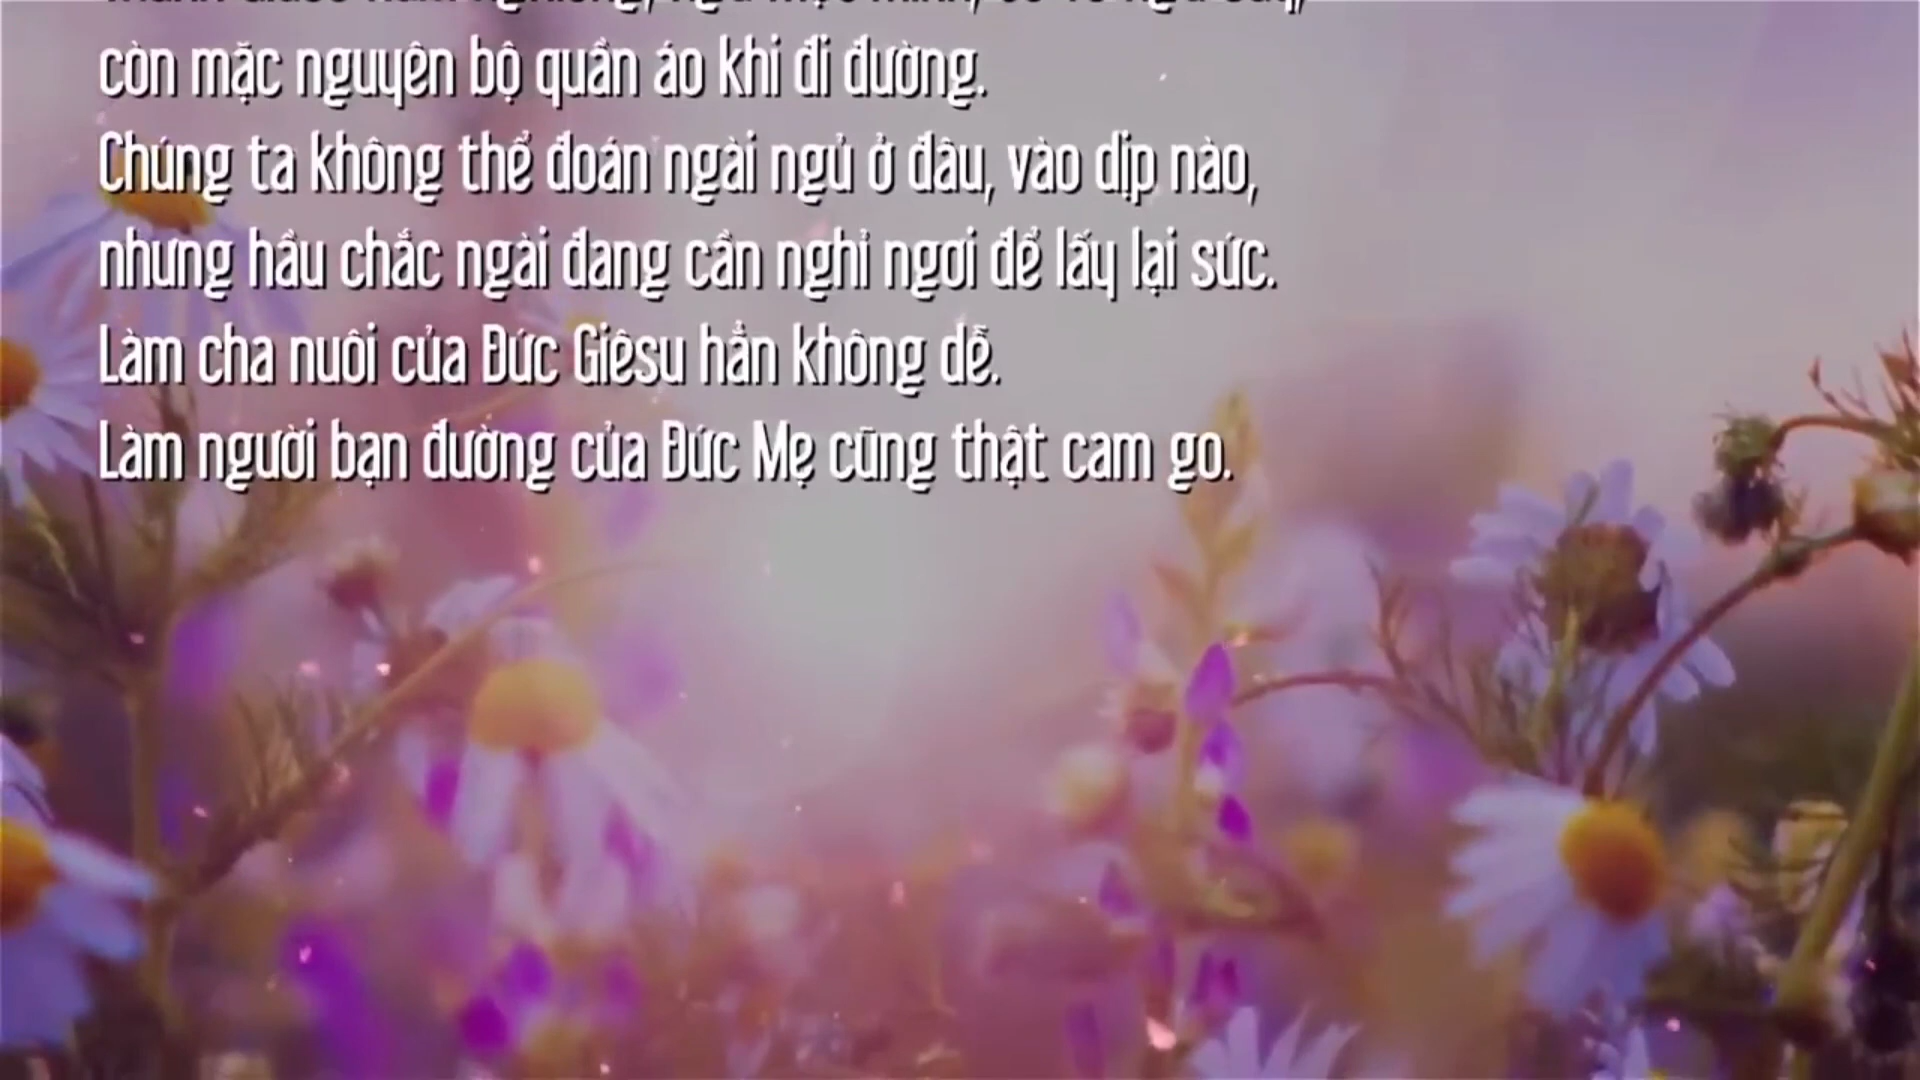 còn mặc nguyên bộ quần áo khi đi đường.
Chúng ta không thể đoán ngài ngủ ở đâu, vào dịp nào,
nhưng hầu chắc ngài đang cần nghỉ ngơi để lấy lại sức.
Làm cha nuôi của Đức Giêsu hẳn không dễ.
Làm người bạn đường của Đức Mẹ cũng thật cam go.